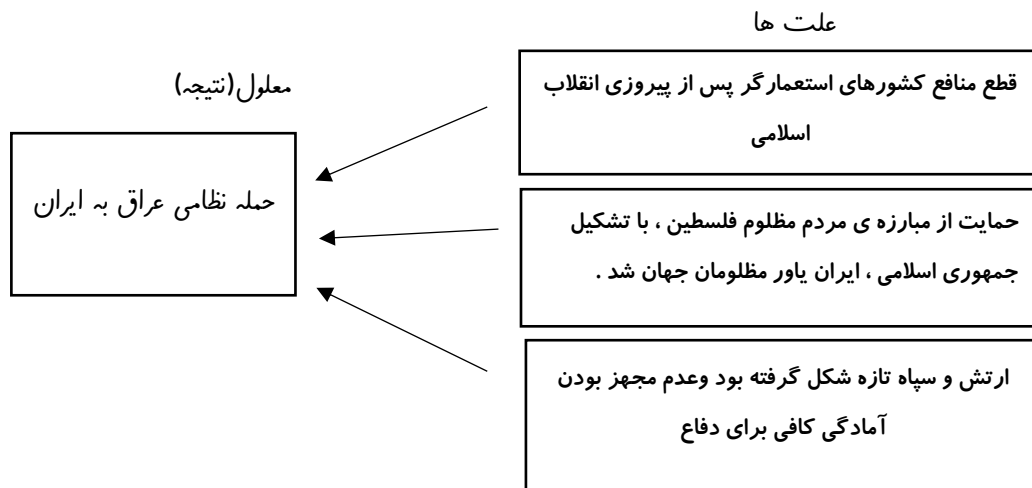 علت ها
قطع منافع کشورهای استعمارگر پس از پیروزی انقلاب
اسلامی
معلول(نتیجه)
حمله نظامی عراق به ایران
حمایت از مبارزه ی مردم مظلوم فلسطین ، با تشکیل
جمهوری اسلامی ، ایران یاور مظلومان جهان شد .
ارتش و سپاه تازه شکل گرفته بود وعدم مجهز بودن
آمادگی کافی برای دفاع